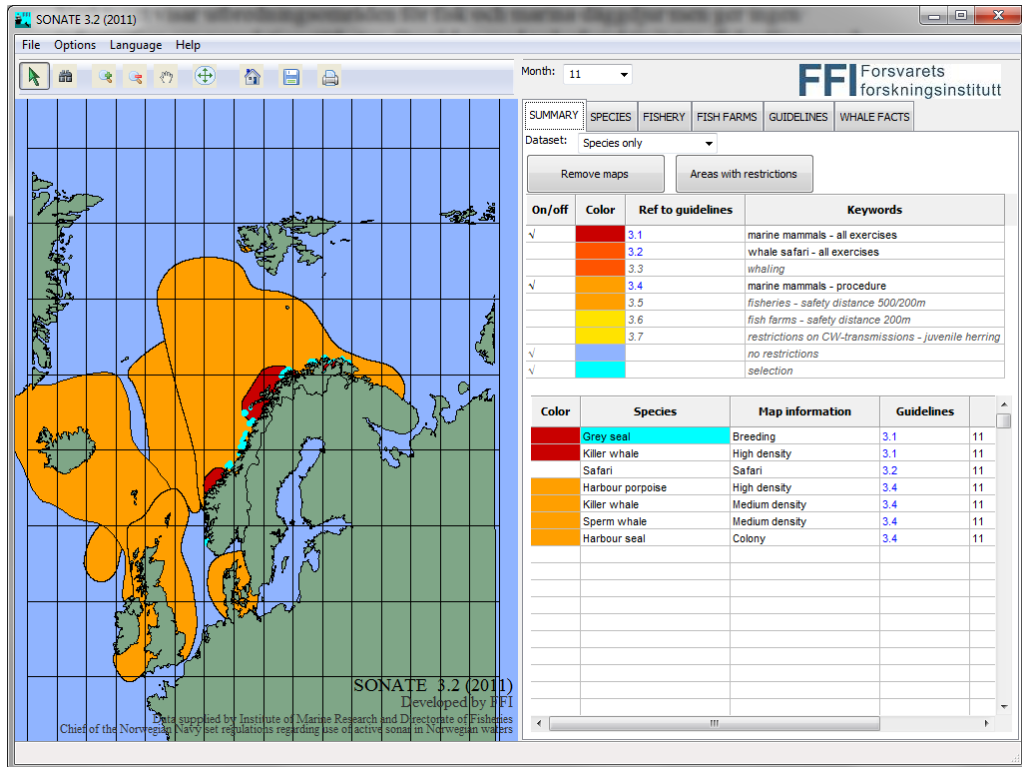 SONATE 3.2 (2011)
File Options Language Help
Month: 11
FFI Forsvarets
forskningsinstitutt
SUMMARY SPECIES FISHERY FISH FARMS GUIDELINES WHALE FACTS
Dataset: Species only
Remove maps Areas with restrictions
On/off Color Ref to guidelines Keywords
√ 3.1 marine mammals - all exercises
3.2 whale safari - all exercises
3.3 whaling
√ 3.4 marine mammals - procedure
3.5 fisheries - safety distance 500/200m
3.6 fish farms - safety distance 200m
3.7 restrictions on CW-transmissions - juvenile herring
√ no restrictions
√ selection
Color Species Map information Guidelines
Grey seal Breeding 3.1 11
Killer whale High density 3.1 11
Safari Safari 3.2 11
Harbour porpoise High density 3.4 11
Killer whale Medium density 3.4 11
Sperm whale Medium density 3.4 11
Harbour seal Colony 3.4 11
SONATE 3.2 (2011)
Developed by FFI
Data supplied by Institute of Marine Research and Directorate of Fisheries
Chief of the Norwegian Navy set regulations regarding use of active sonar in Norwegian waters